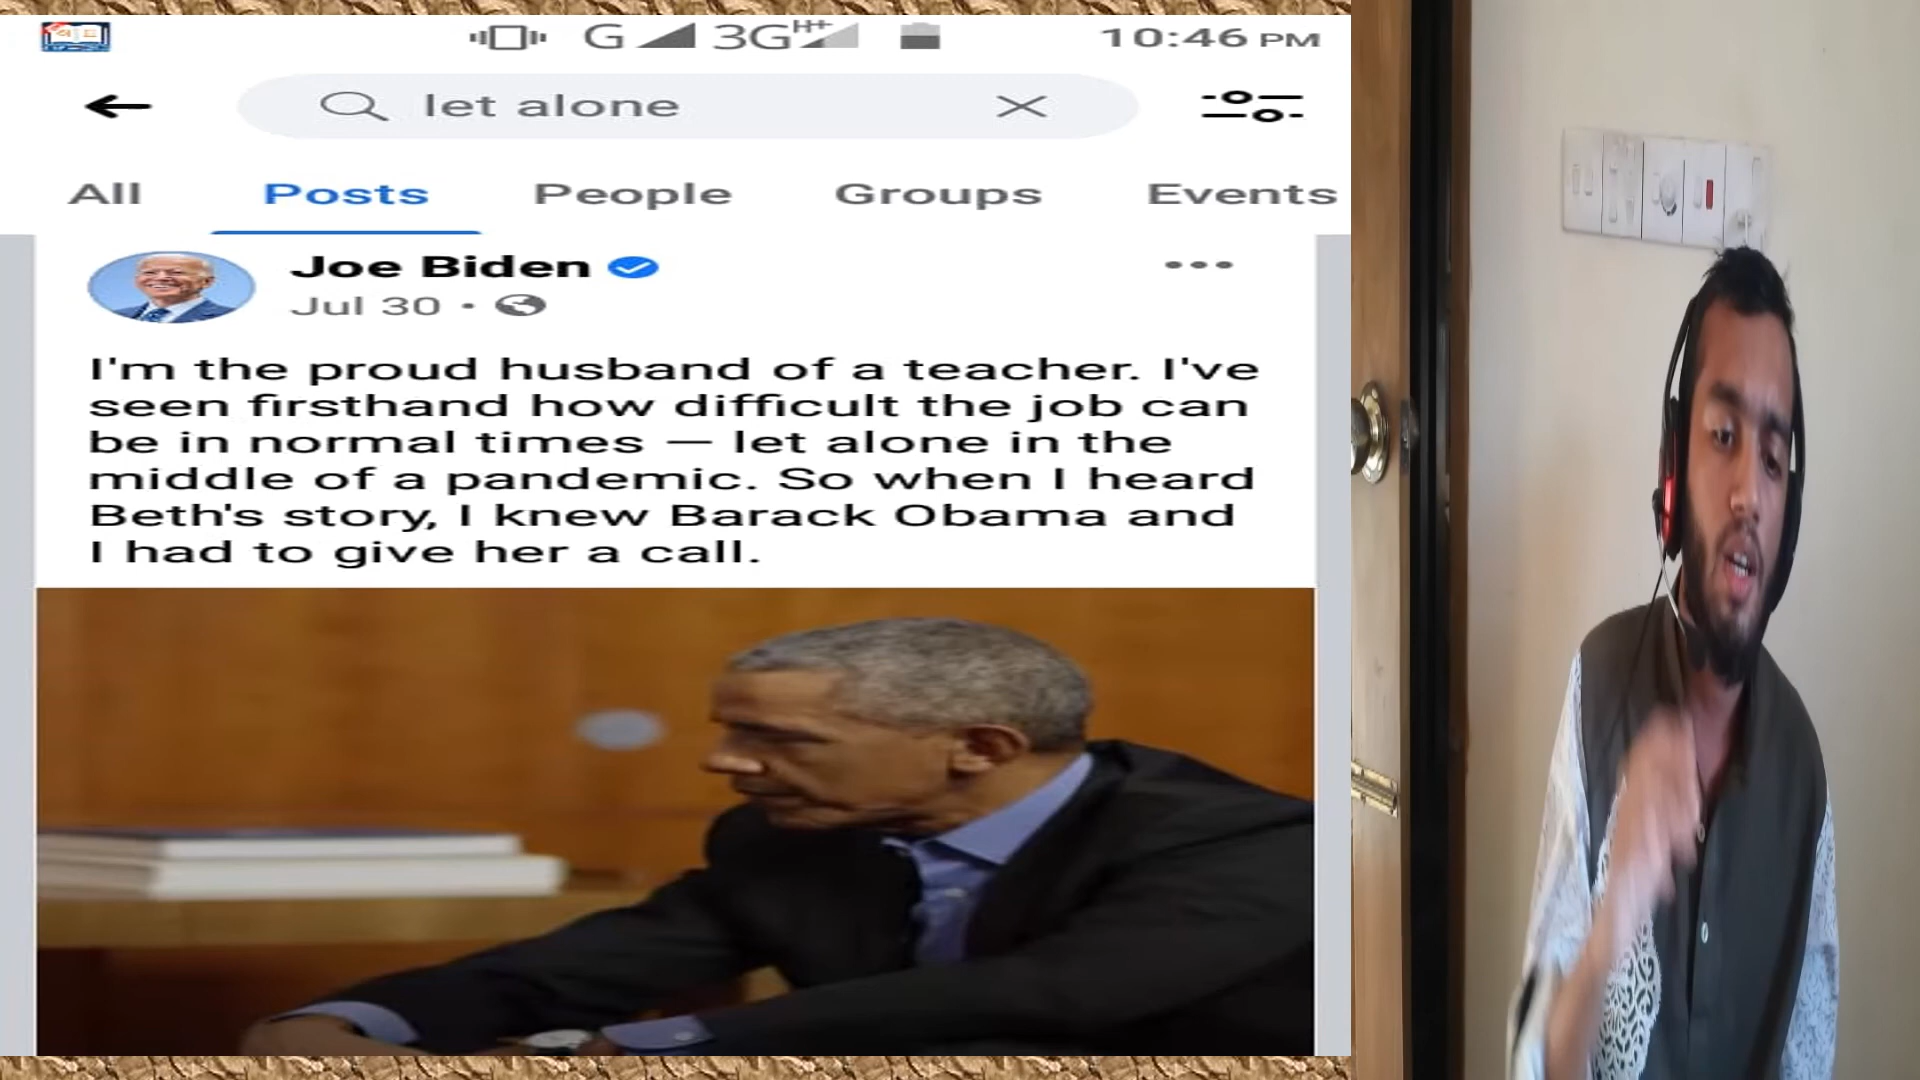 G 3G H++ 10:46 PM
let alone
All Posts People Groups Events
Joe Biden
Jul 30 •
I'm the proud husband of a teacher. I've
seen firsthand how difficult the job can
be in normal times — let alone in the
middle of a pandemic. So when I heard
Beth's story, I knew Barack Obama and
I had to give her a call.